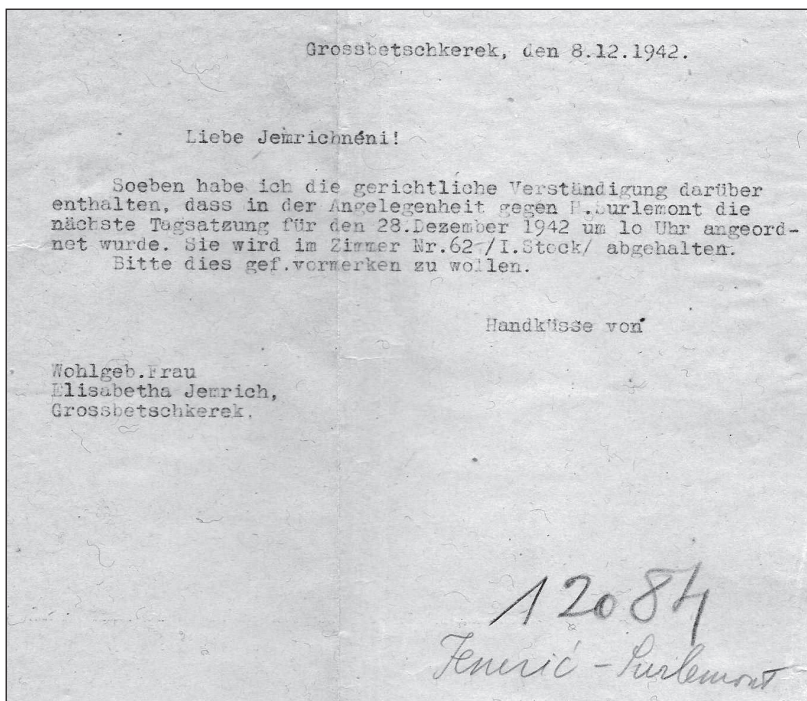 Grossbetschkerek, den 8.12.1942.
Liebe Jemrichnéni!
Soeben habe ich die gerichtliche Verständigung darüber
enthalten, dass in der Angelegenheit gegen P.Surlemont die
nächste Tagsatzung für den 28.Dezember 1942 um lo Uhr angeord-
net wurde. Sie wird im Zimmer Nr.62 /I.Stock/ abgehalten.
Bitte dies gef.vormerken zu wollen.
Handküsse von
Wohlgeb.Frau
Elisabetha Jemrich,
Grossbetschkerek.
12084
Jemrić - Surlemont